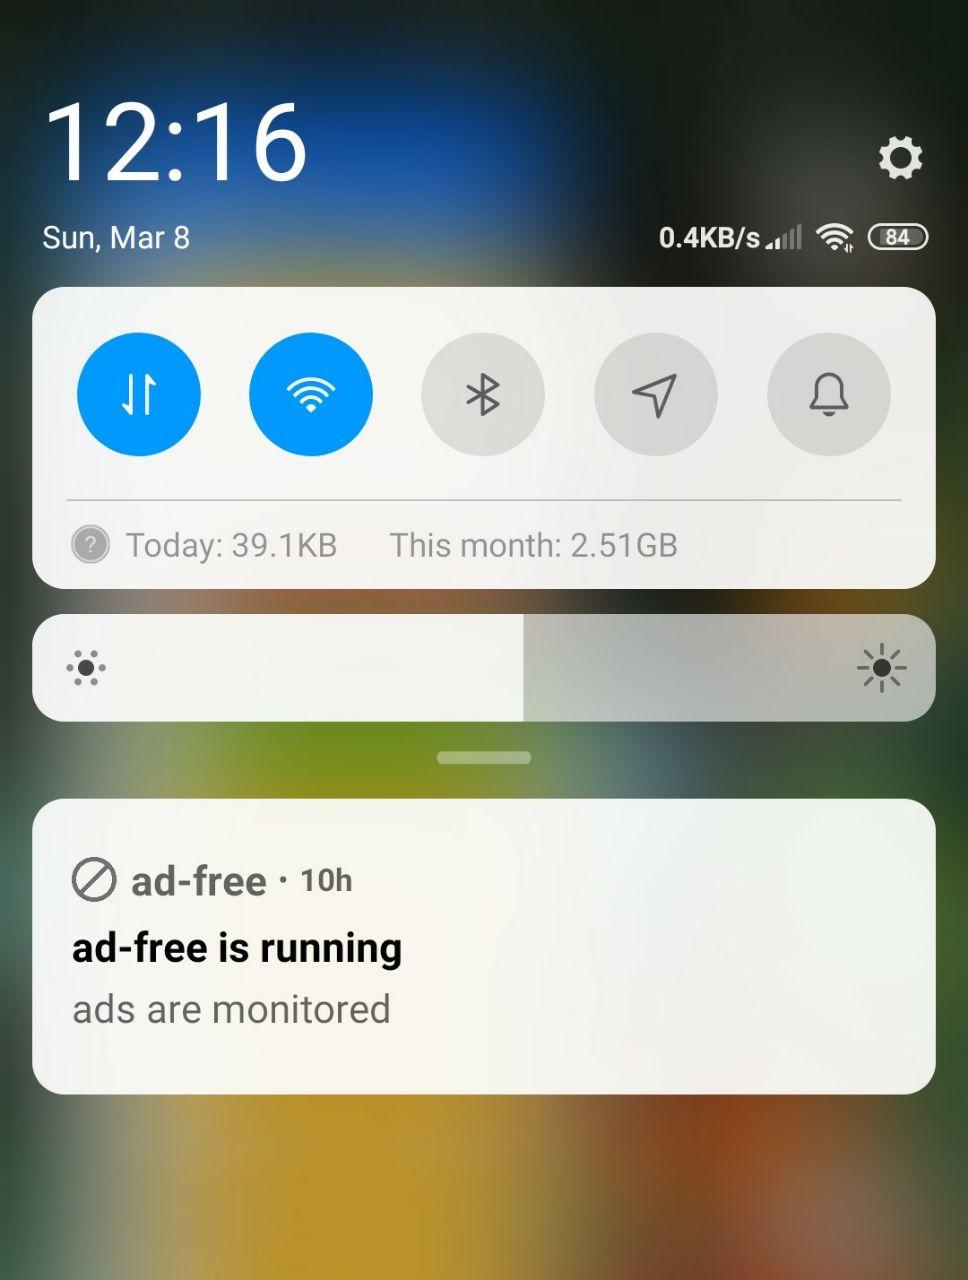 12:16
Sun, Mar 8
0.4KB/s 84
? Today: 39.1KB This month: 2.51GB
ad-free · 10h
ad-free is running
ads are monitored